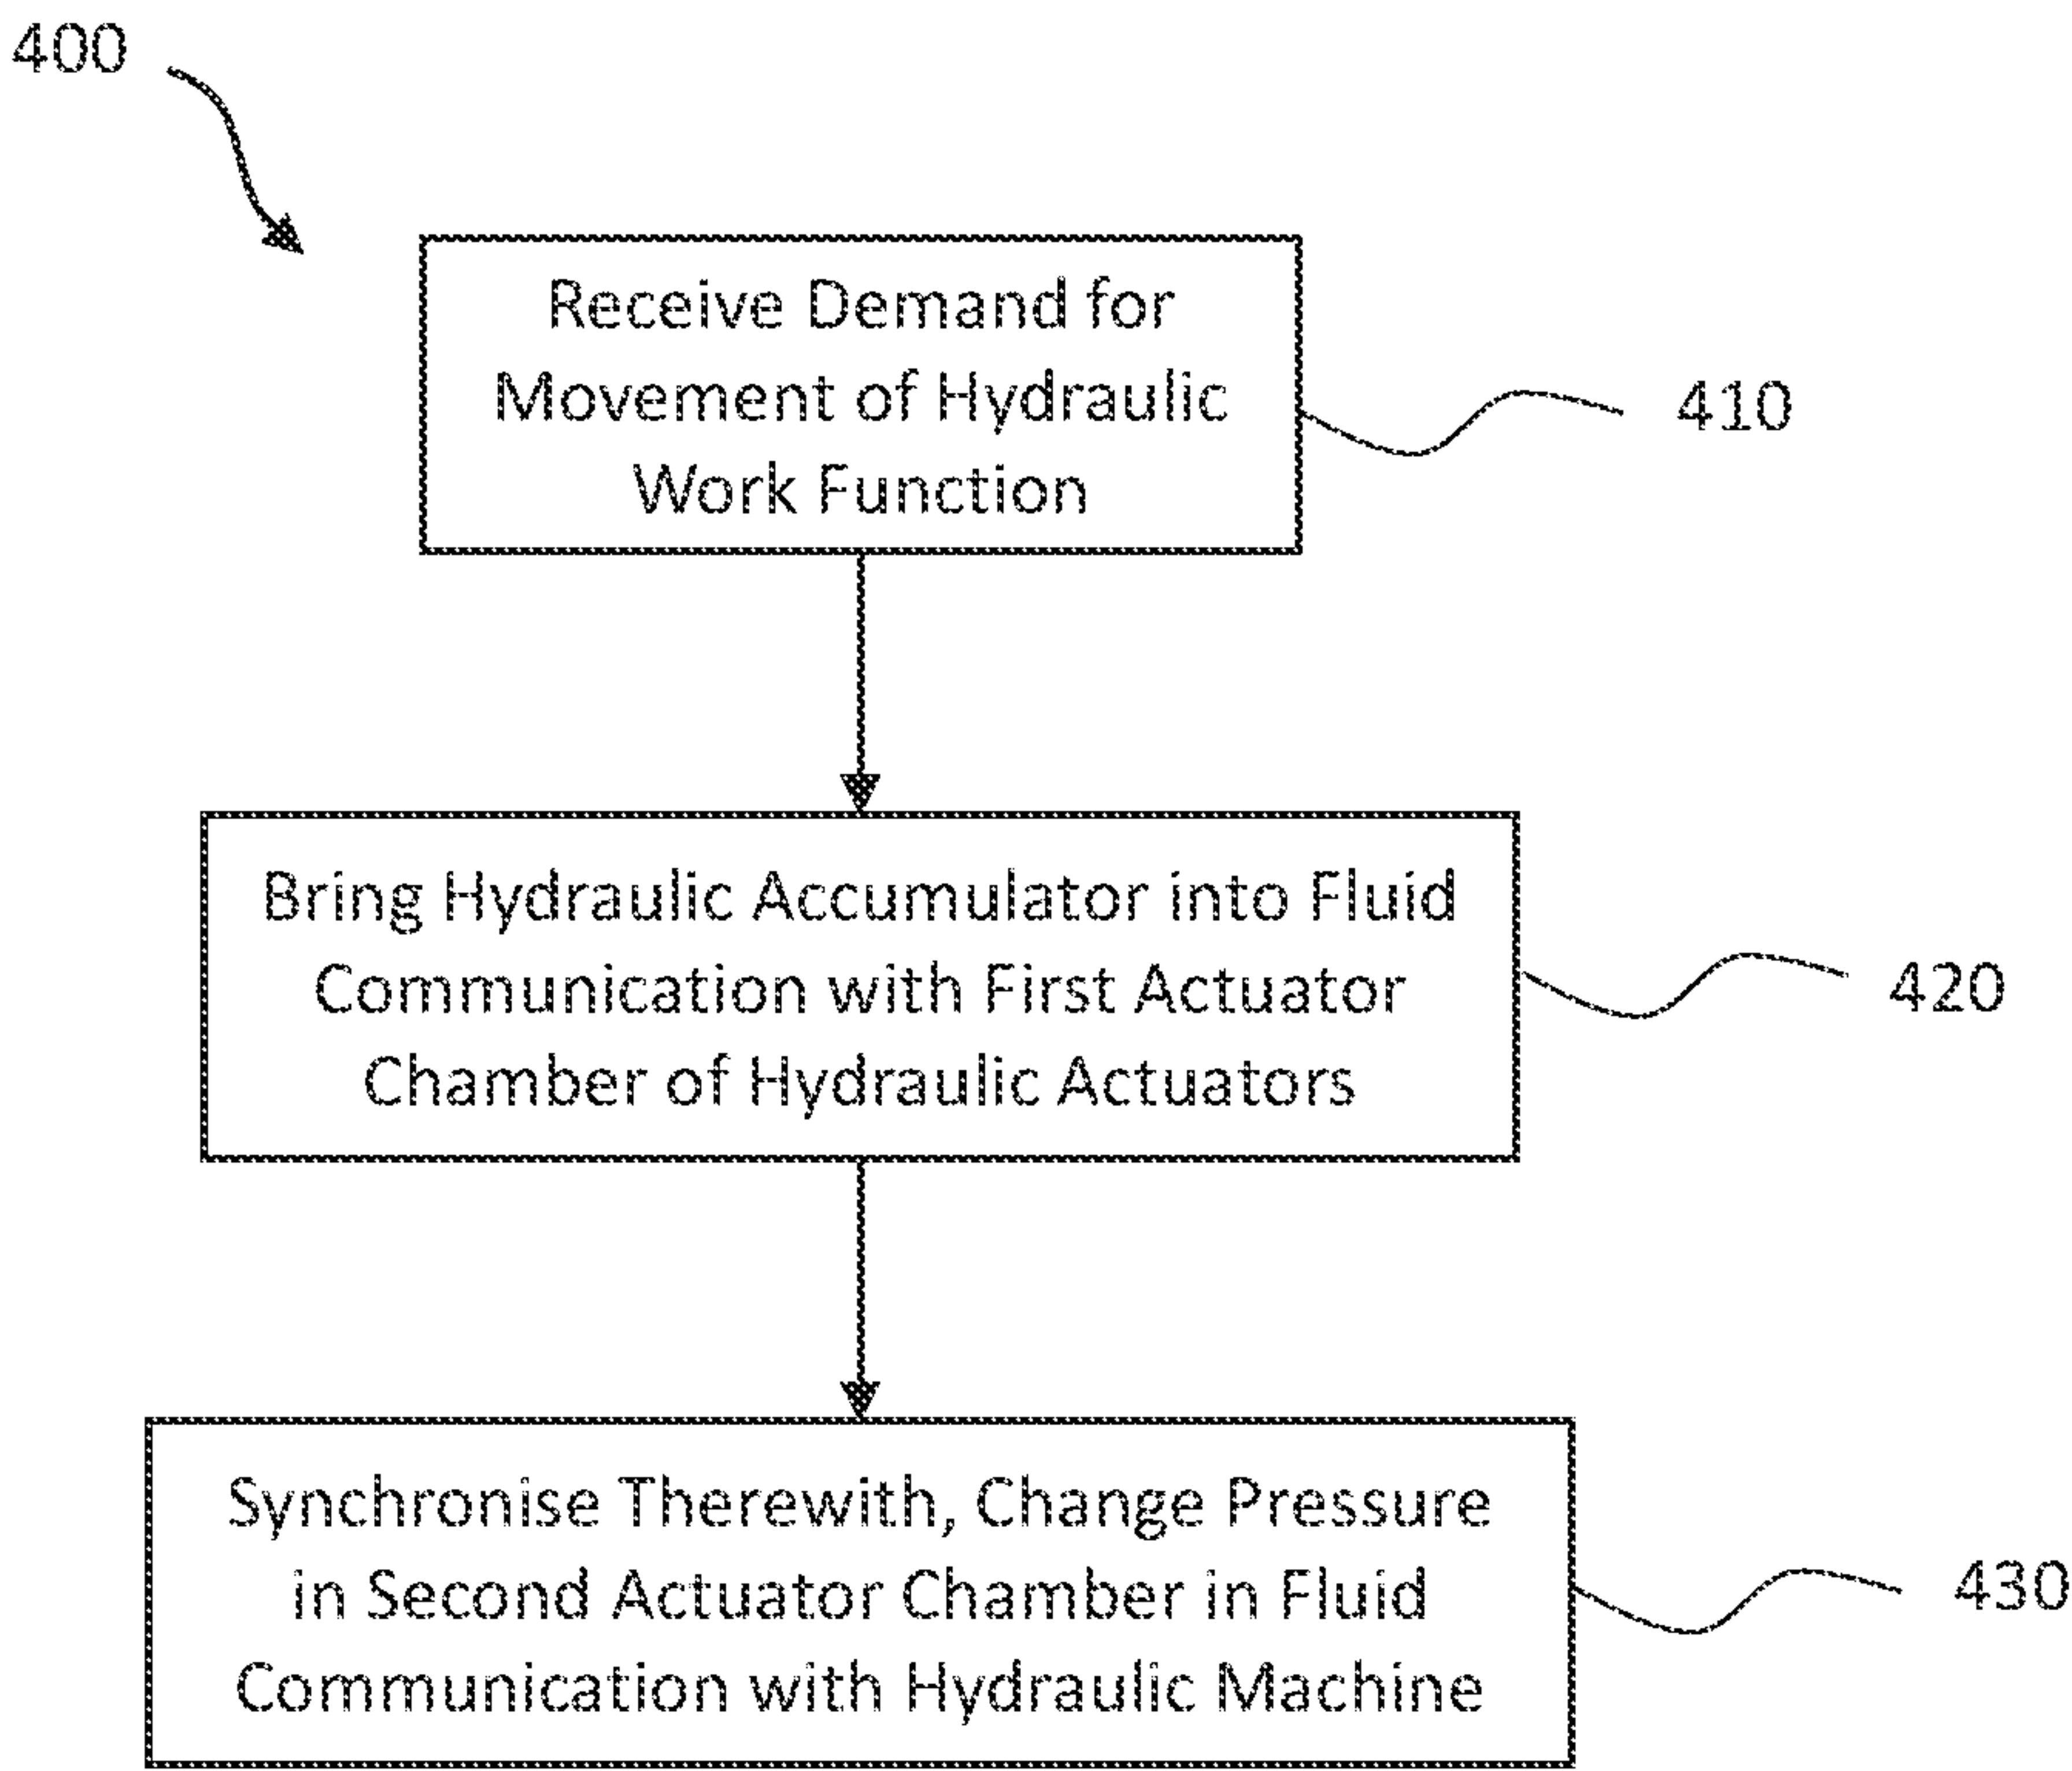 400
Receive Demand for
Movement of Hydraulic
Work Function
410
Bring Hydraulic Accumulator into Fluid
Communication with First Actuator
Chamber of Hydraulic Actuators
420
Synchronise Therewith, Change Pressure
in Second Actuator Chamber in Fluid
Communication with Hydraulic Machine
430